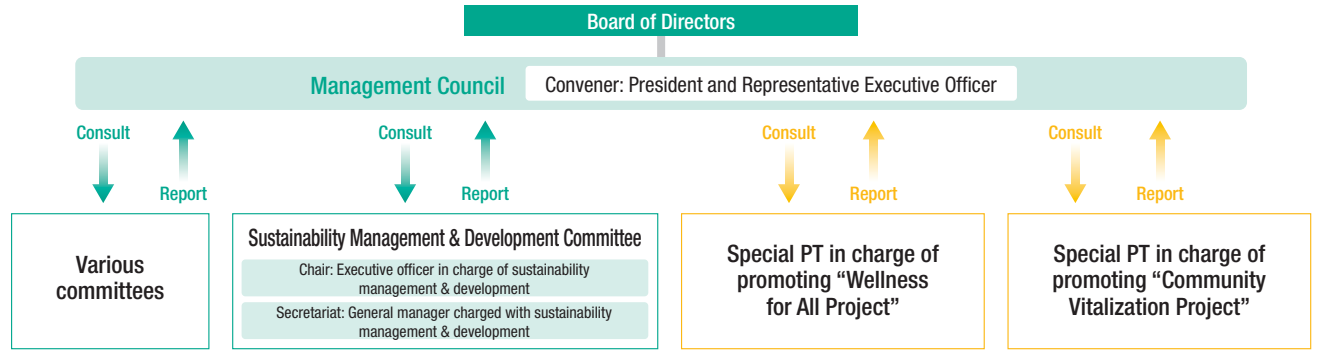 Board of Directors
Management Council
Convener: President and Representative Executive Officer
Consult
Report
Consult
Report
Consult
Report
Consult
Report
Various
committees
Sustainability Management & Development Committee
Chair: Executive officer in charge of sustainability
management & development
Secretariat: General manager charged with sustainability
management & development
Special PT in charge of
promoting “Wellness
for All Project”
Special PT in charge of
promoting “Community
Vitalization Project”